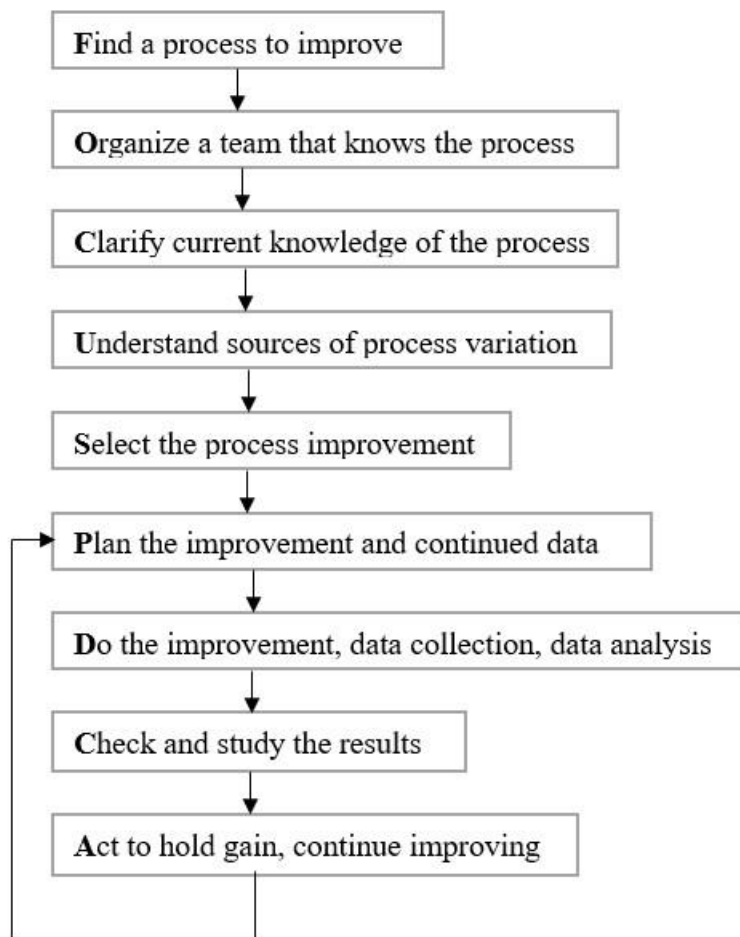 Find a process to improve
Organize a team that knows the process
Clarify current knowledge of the process
Understand sources of process variation
Select the process improvement
Plan the improvement and continued data
Do the improvement, data collection, data analysis
Check and study the results
Act to hold gain, continue improving